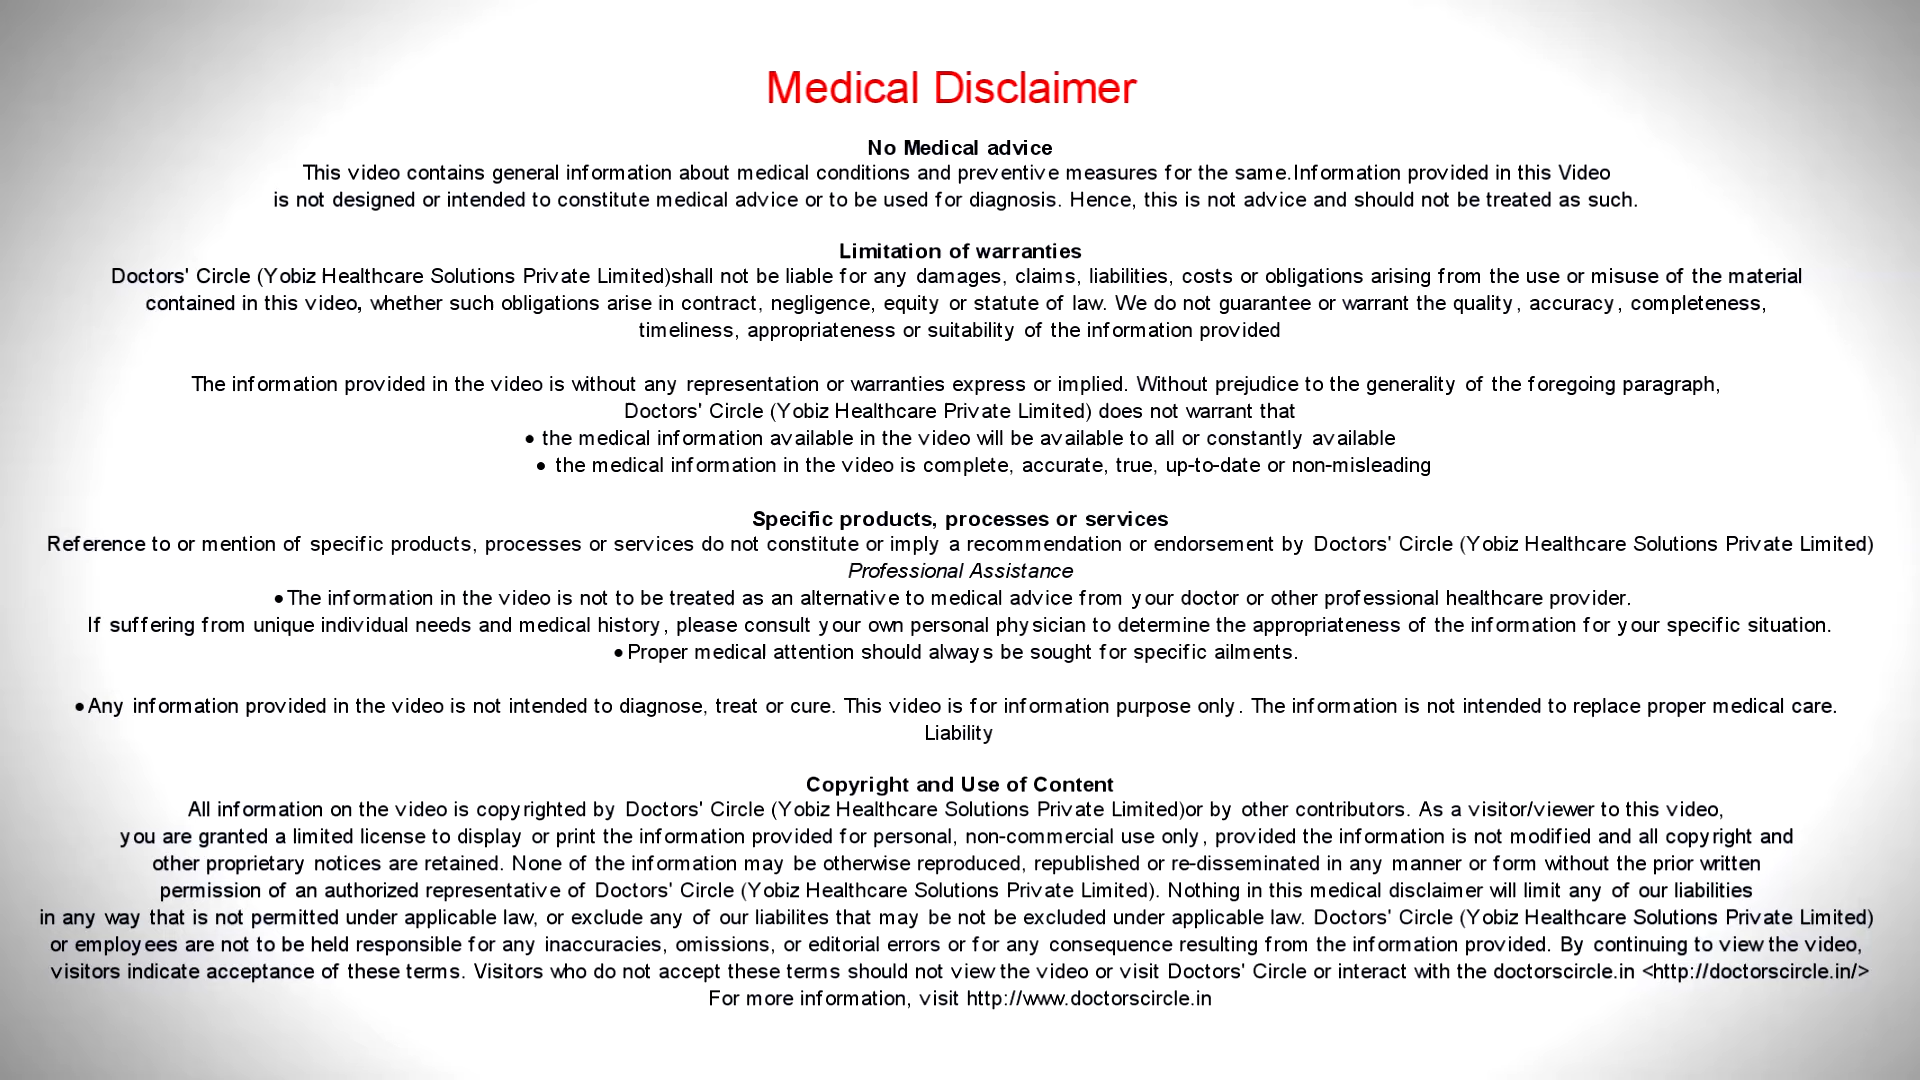 Medical Disclaimer
No Medical advice
This video contains general information about medical conditions and preventive measures for the same.Information provided in this Video
is not designed or intended to constitute medical advice or to be used for diagnosis. Hence, this is not advice and should not be treated as such.
Limitation of warranties
Doctors' Circle (Yobiz Healthcare Solutions Private Limited)shall not be liable for any damages, claims, liabilities, costs or obligations arising from the use or misuse of the material
contained in this video, whether such obligations arise in contract, negligence, equity or statute of law. We do not guarantee or warrant the quality, accuracy, completeness,
timeliness, appropriateness or suitability of the information provided
The information provided in the video is without any representation or warranties express or implied. Without prejudice to the generality of the foregoing paragraph,
Doctors' Circle (Yobiz Healthcare Private Limited) does not warrant that
• the medical information available in the video will be available to all or constantly available
• the medical information in the video is complete, accurate, true, up-to-date or non-misleading
Specific products, processes or services
Reference to or mention of specific products, processes or services do not constitute or imply a recommendation or endorsement by Doctors' Circle (Yobiz Healthcare Solutions Private Limited)
Professional Assistance
•The information in the video is not to be treated as an alternative to medical advice from your doctor or other professional healthcare provider.
If suffering from unique individual needs and medical history, please consult your own personal physician to determine the appropriateness of the information for your specific situation.
•Proper medical attention should always be sought for specific ailments.
•Any information provided in the video is not intended to diagnose, treat or cure. This video is for information purpose only. The information is not intended to replace proper medical care.
Liability
Copyright and Use of Content
All information on the video is copyrighted by Doctors' Circle (Yobiz Healthcare Solutions Private Limited)or by other contributors. As a visitor/viewer to this video,
you are granted a limited license to display or print the information provided for personal, non-commercial use only, provided the information is not modified and all copyright and
other proprietary notices are retained. None of the information may be otherwise reproduced, republished or re-disseminated in any manner or form without the prior written
permission of an authorized representative of Doctors' Circle (Yobiz Healthcare Solutions Private Limited). Nothing in this medical disclaimer will limit any of our liabilities
in any way that is not permitted under applicable law, or exclude any of our liabilites that may be not be excluded under applicable law. Doctors' Circle (Yobiz Healthcare Solutions Private Limited)
or employees are not to be held responsible for any inaccuracies, omissions, or editorial errors or for any consequence resulting from the information provided. By continuing to view the video,
visitors indicate acceptance of these terms. Visitors who do not accept these terms should not view the video or visit Doctors' Circle or interact with the doctorscircle.in <http://doctorscircle.in/>
For more information, visit http://www.doctorscircle.in